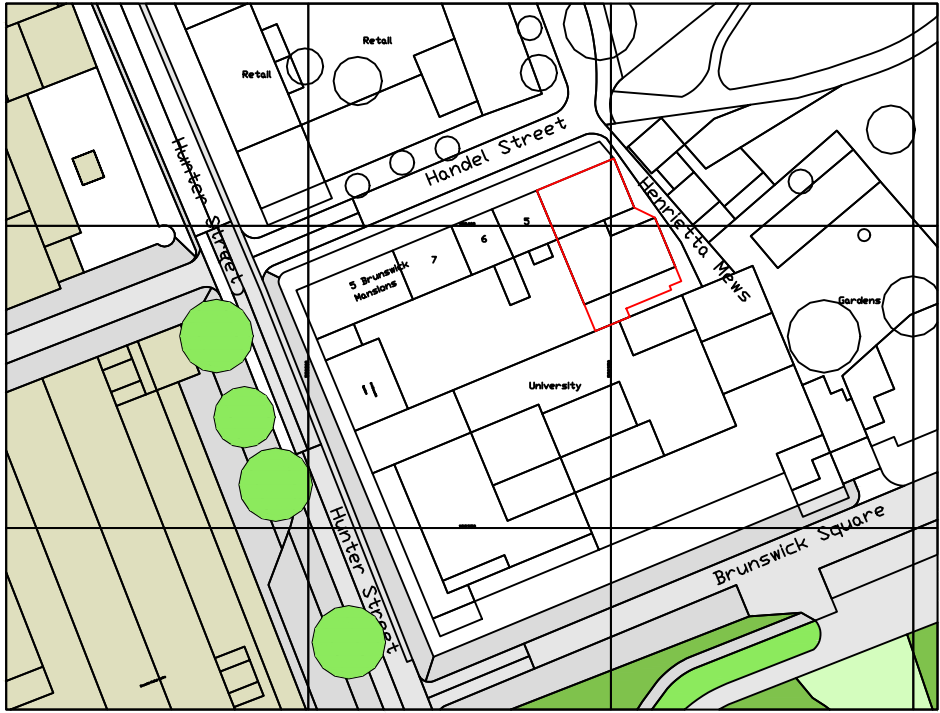 Retail
Retail
Handel Street
Hunter Street
Henrietta Mews
5
6
7
5 Brunswick
Mansions
Gardens
University
11
Hunter Street
Brunswick Square